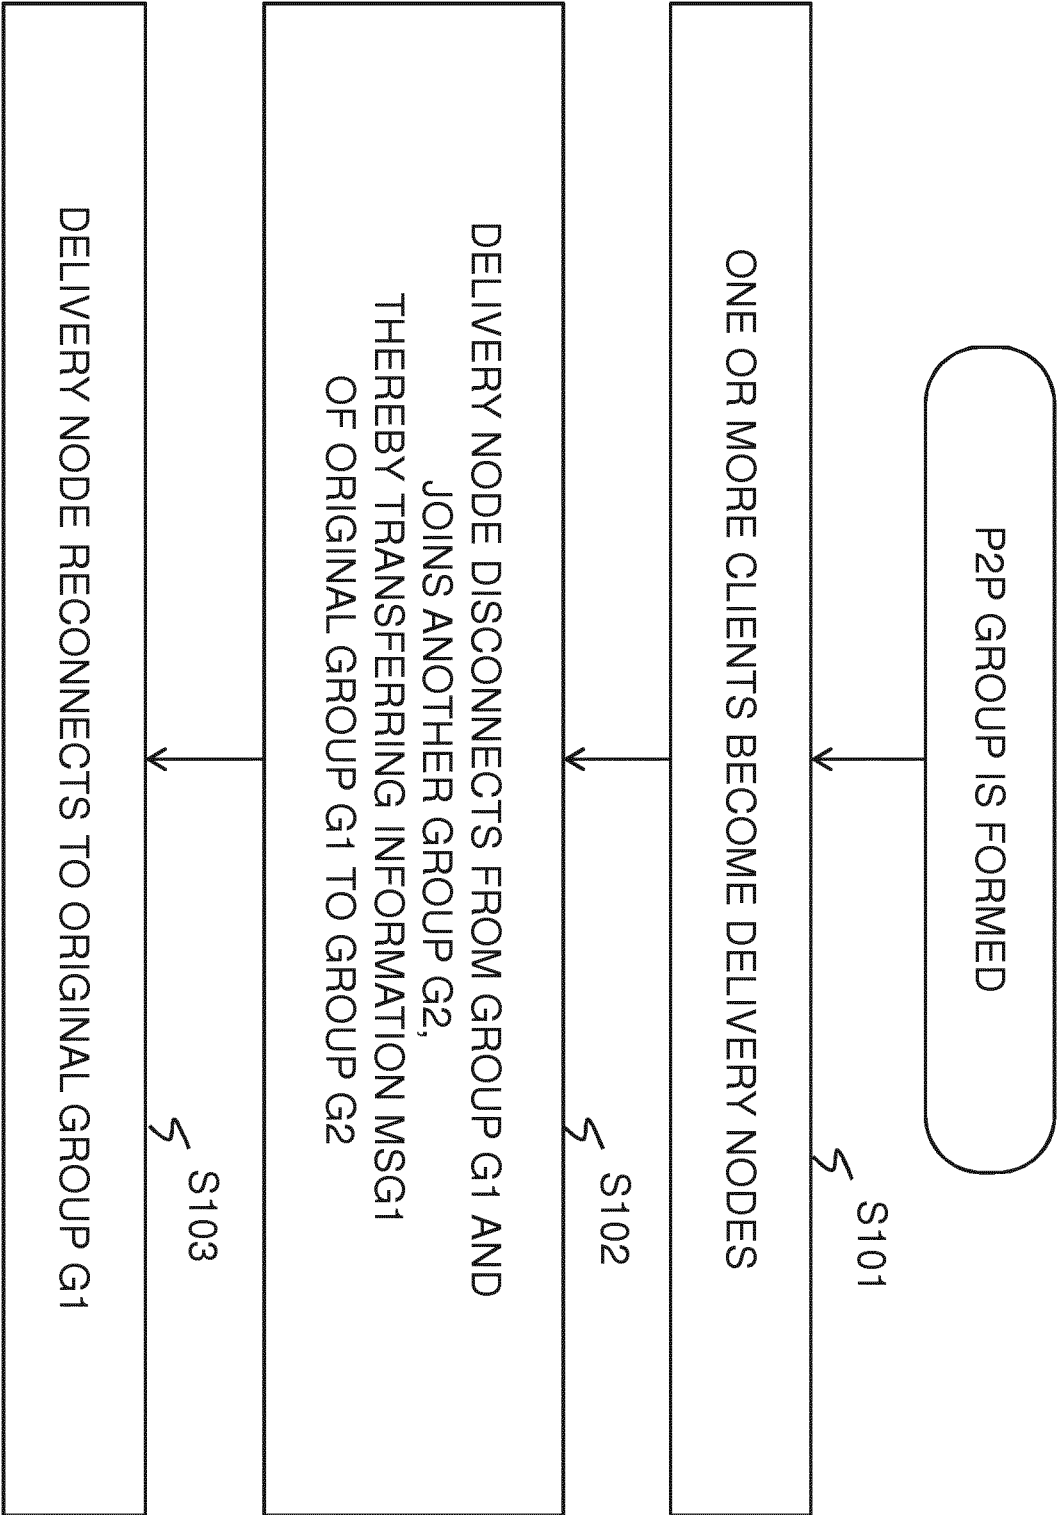 P2P GROUP IS FORMED
S101
ONE OR MORE CLIENTS BECOME DELIVERY NODES
S102
DELIVERY NODE DISCONNECTS FROM GROUP G1 AND
JOINS ANOTHER GROUP G2,
THEREBY TRANSFERRING INFORMATION MSG1
OF ORIGINAL GROUP G1 TO GROUP G2
S103
DELIVERY NODE RECONNECTS TO ORIGINAL GROUP G1